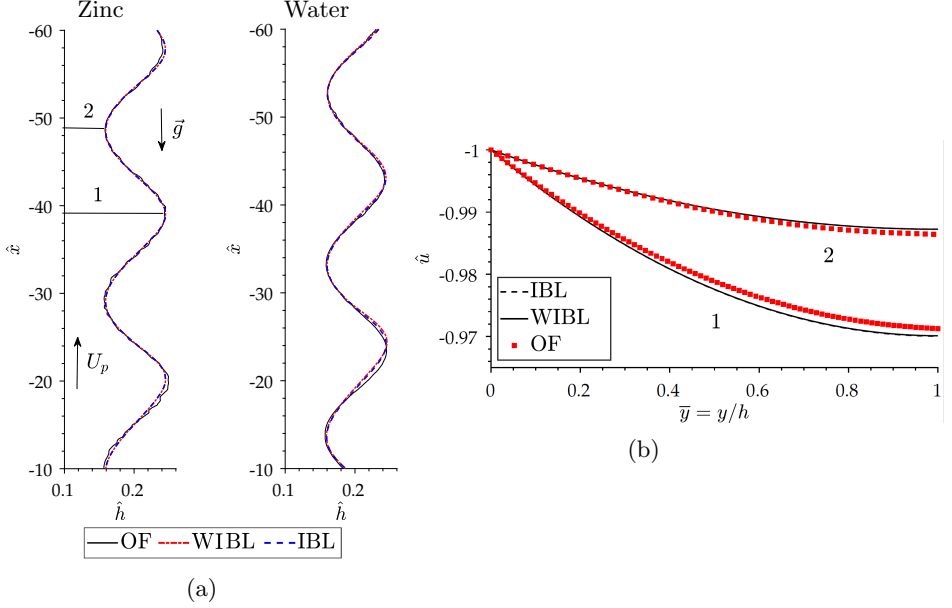 Zinc
-60
-50
-40
-30
-20
-10
x̂
2
1
g⃗
U_p
0.1 0.2
ĥ
Water
-60
-50
-40
-30
-20
-10
x̂
0.1 0.2
ĥ
OF WIBL IBL
(a)
-1
-0.99
-0.98
-0.97
û
2
1
IBL
WIBL
OF
0 0.2 0.4 0.6 0.8 1
y̅ = y/h
(b)